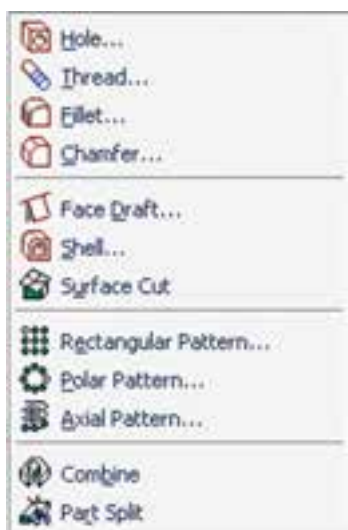 Hole...
Thread...
Fillet...
Chamfer...
Face Draft...
Shell...
Surface Cut
Rectangular Pattern...
Polar Pattern...
Axial Pattern...
Combine
Part Split